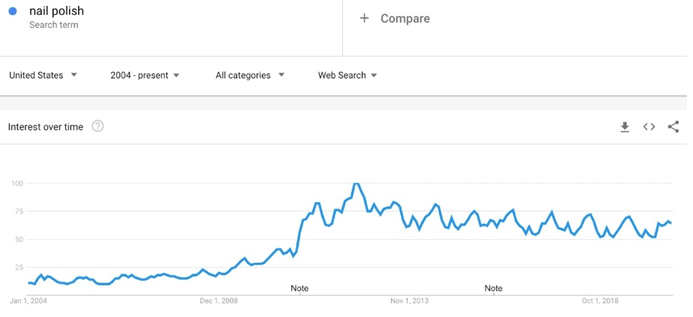 nail polish
Search term
+ Compare
United States
2004 - present
All categories
Web Search
Interest over time
?
100
75
50
25
Note
Note
Jan 1, 2004
Dec 1, 2008
Nov 1, 2013
Oct 1, 2018